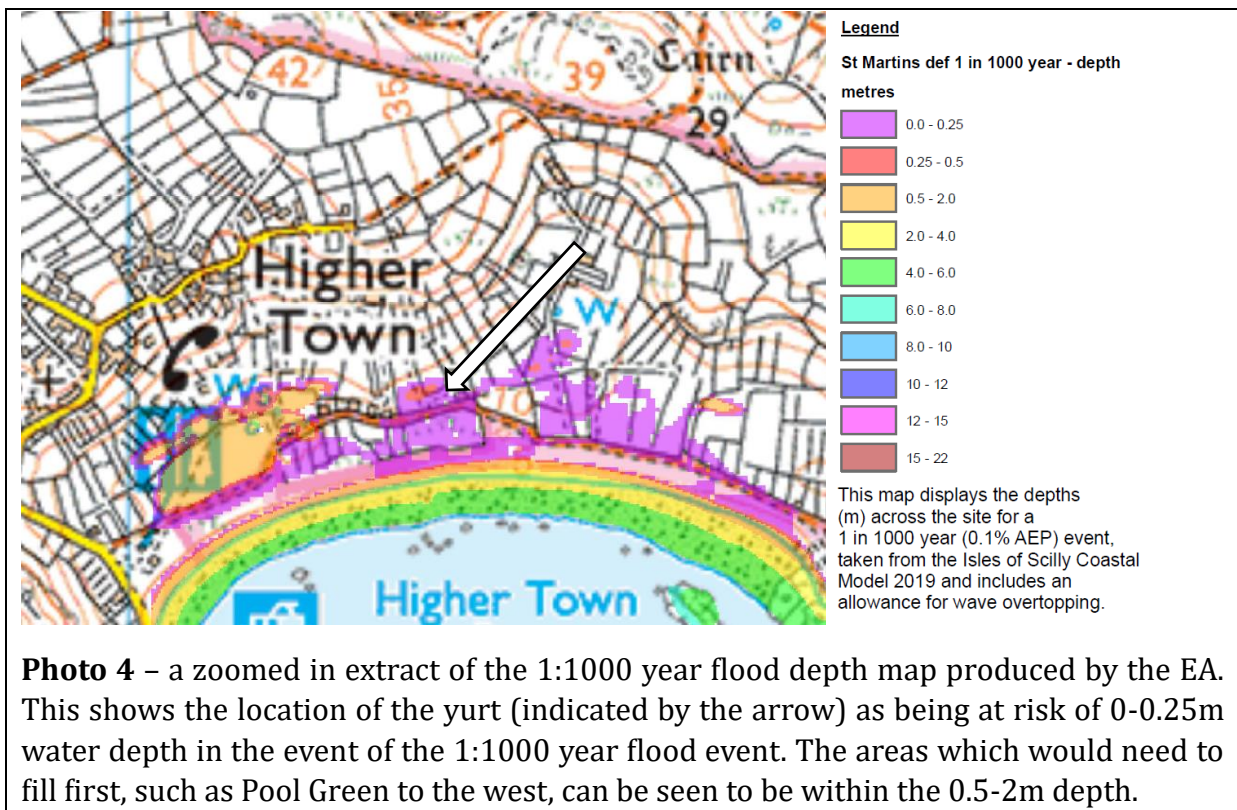 42
35
39
Cairn
29
Higher
Town
W
W
10
Higher Town
Legend
St Martins def 1 in 1000 year - depth
metres
0.0 - 0.25
0.25 - 0.5
0.5 - 2.0
2.0 - 4.0
4.0 - 6.0
6.0 - 8.0
8.0 - 10
10 - 12
12 - 15
15 - 22
This map displays the depths
(m) across the site for a
1 in 1000 year (0.1% AEP) event,
taken from the Isles of Scilly Coastal
Model 2019 and includes an
allowance for wave overtopping.
Photo 4 – a zoomed in extract of the 1:1000 year flood depth map produced by the EA.
This shows the location of the yurt (indicated by the arrow) as being at risk of 0-0.25m
water depth in the event of the 1:1000 year flood event. The areas which would need to
fill first, such as Pool Green to the west, can be seen to be within the 0.5-2m depth.